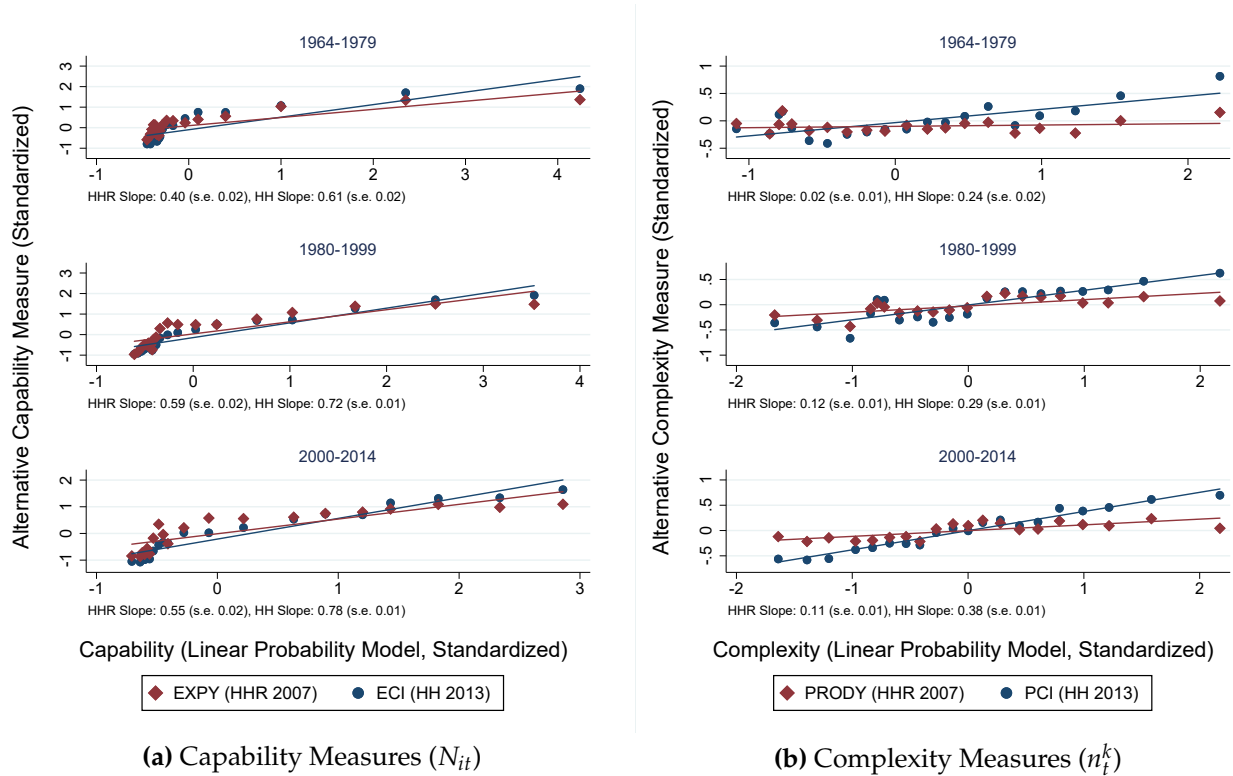 Alternative Capability Measure (Standardized)
1964-1979
3
2
1
0
-1
-1 0 1 2 3 4
HHR Slope: 0.40 (s.e. 0.02), HH Slope: 0.61 (s.e. 0.02)
1980-1999
3
2
1
0
-1
-1 0 1 2 3 4
HHR Slope: 0.59 (s.e. 0.02), HH Slope: 0.72 (s.e. 0.01)
2000-2014
2
1
0
-1
-1 0 1 2 3
HHR Slope: 0.55 (s.e. 0.02), HH Slope: 0.78 (s.e. 0.01)
Capability (Linear Probability Model, Standardized)
EXPY (HHR 2007) ECI (HH 2013)
(a) Capability Measures (N_{it})
Alternative Complexity Measure (Standardized)
1964-1979
1
.5
0
-.5
-1 0 1 2
HHR Slope: 0.02 (s.e. 0.01), HH Slope: 0.24 (s.e. 0.02)
1980-1999
.5
0
-.5
-1
-2 -1 0 1 2
HHR Slope: 0.12 (s.e. 0.01), HH Slope: 0.29 (s.e. 0.01)
2000-2014
1
.5
0
-.5
-2 -1 0 1 2
HHR Slope: 0.11 (s.e. 0.01), HH Slope: 0.38 (s.e. 0.01)
Complexity (Linear Probability Model, Standardized)
PRODY (HHR 2007) PCI (HH 2013)
(b) Complexity Measures (n_t^k)